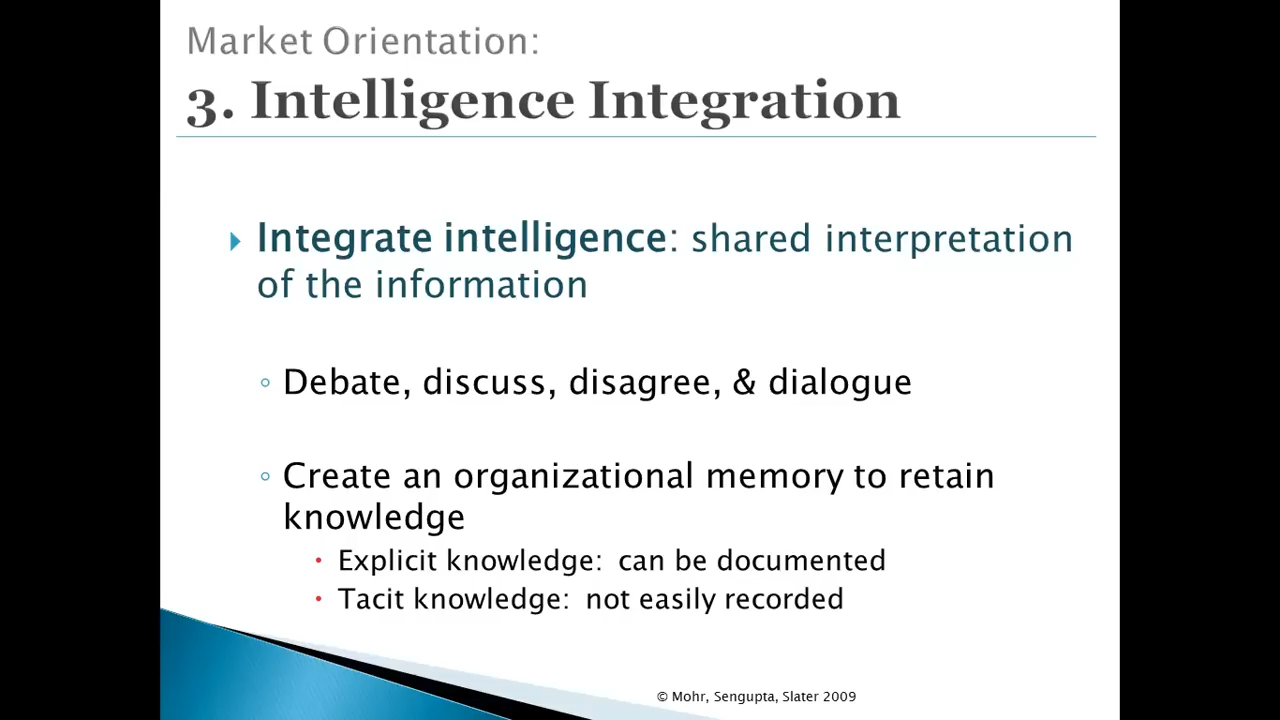 Market Orientation:
3. Intelligence Integration
Integrate intelligence: shared interpretation
of the information
Debate, discuss, disagree, & dialogue
Create an organizational memory to retain
knowledge
Explicit knowledge: can be documented
Tacit knowledge: not easily recorded
© Mohr, Sengupta, Slater 2009